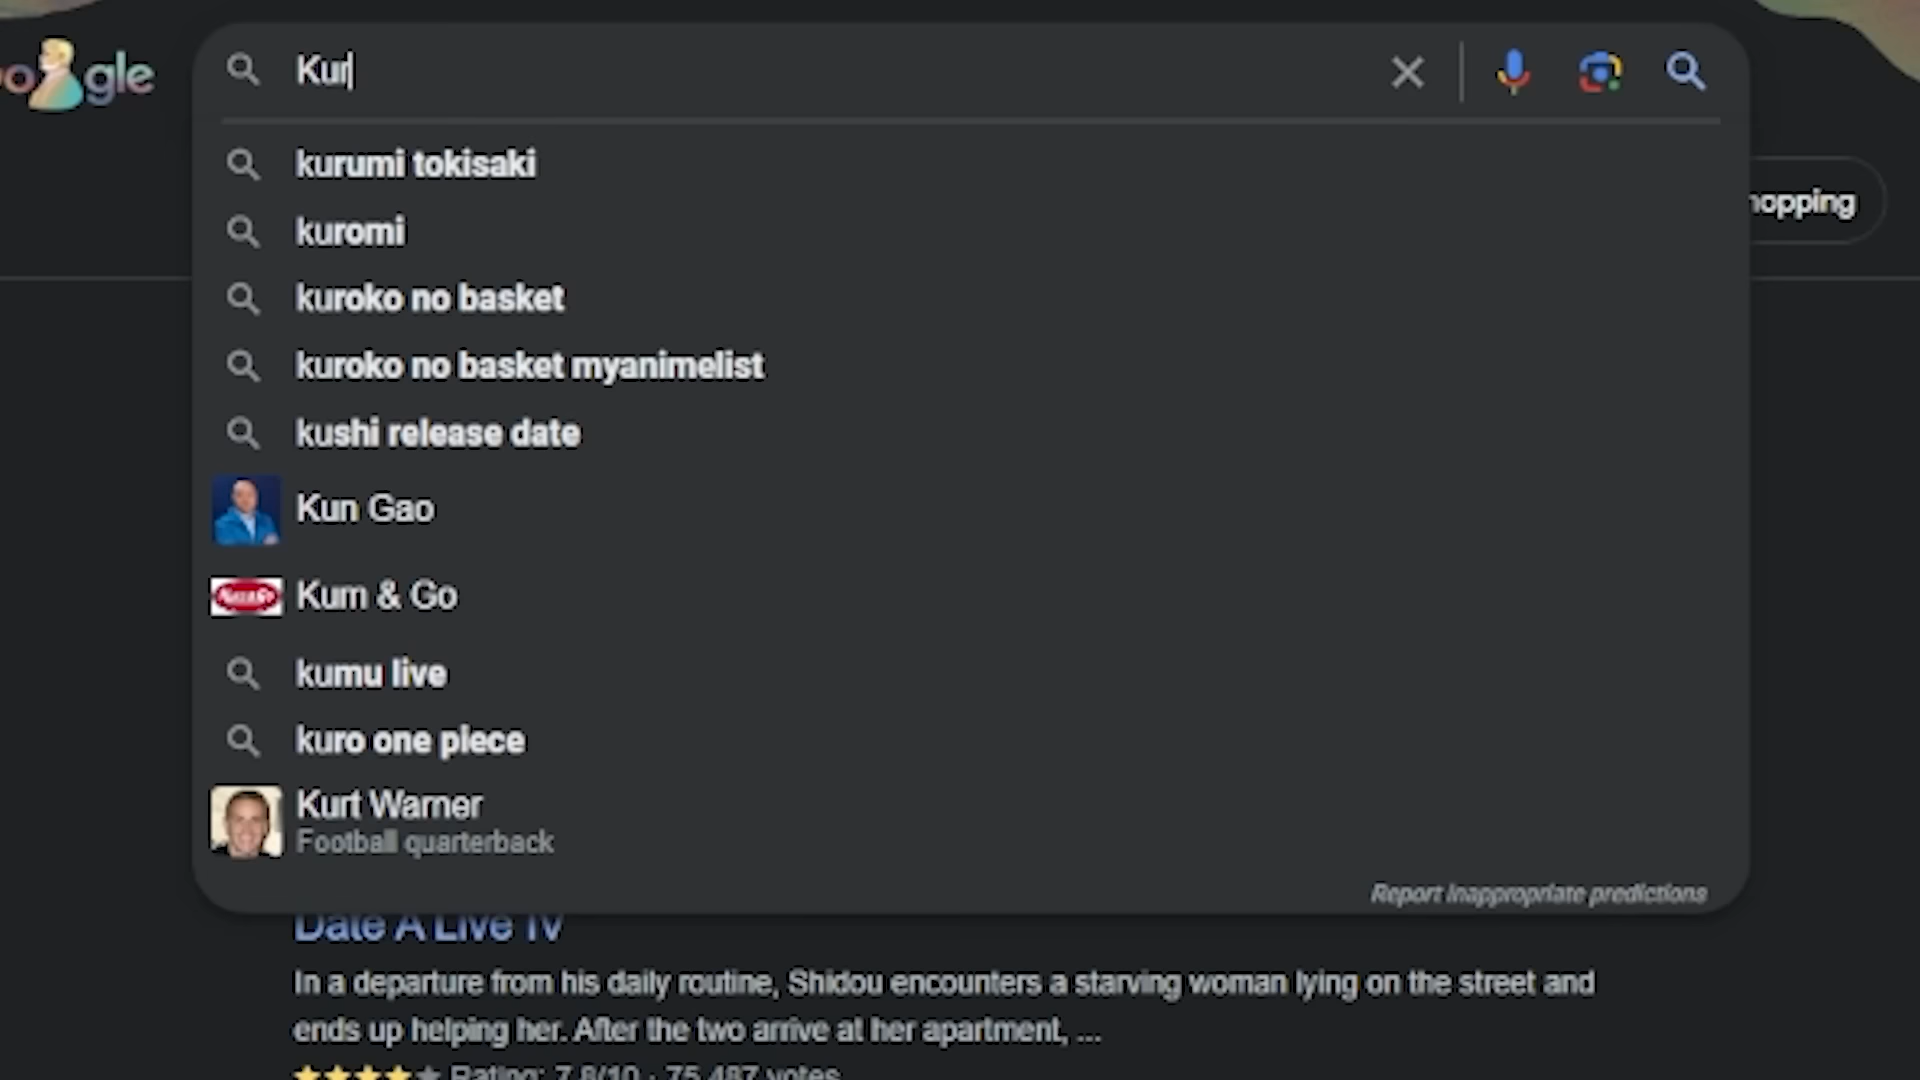 gle
Kur
kurumi tokisaki
kuromi
hopping
kuroko no basket
kuroko no basket myanimelist
kushi release date
Kun Gao
Kum & Go
kumu live
kuro one piece
Kurt Warner
Football quarterback
Report inappropriate predictions
Date A Live IV
In a departure from his daily routine, Shidou encounters a starving woman lying on the street and
ends up helping her. After the two arrive at her apartment, ...
Rating: 7.8/10 · 75,487 votes